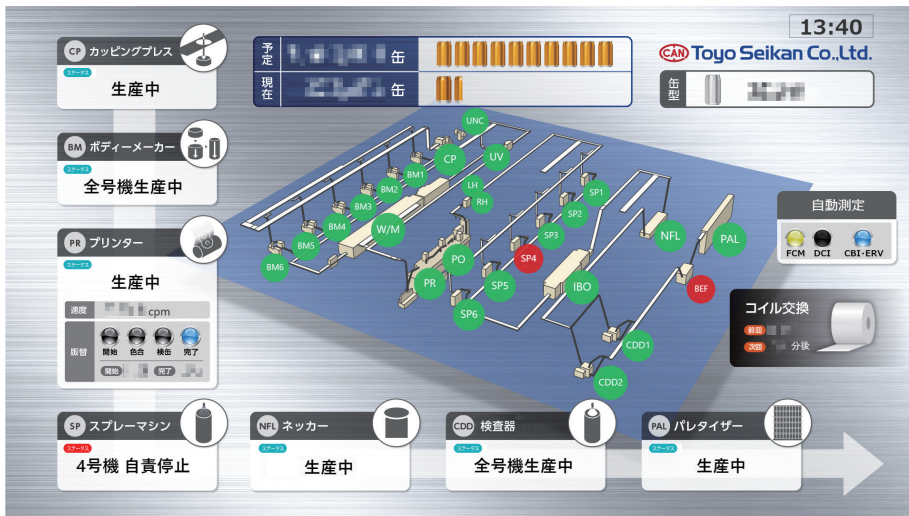 13:40
CAN Toyo Seikan Co.,Ltd.
予定 缶
現在 缶
缶型
CP カッピングプレス
ステータス
生産中
BM ボディーメーカー
ステータス
全号機生産中
PR プリンター
ステータス
生産中
速度 cpm
版替
開始 色合 検缶 完了
開始 完了
UNC
CP
UV
BM1
BM2
BM3
BM4
BM5
BM6
W/M
LH
RH
PO
PR
SP1
SP2
SP3
SP4
SP5
SP6
IBO
NFL
PAL
BEF
CDD1
CDD2
自動測定
FCM DCI CBI・ERV
コイル交換
前回
次回 分後
SP スプレーマシン
ステータス
4号機 自責停止
NFL ネッカー
ステータス
生産中
CDD 検査器
ステータス
全号機生産中
PAL パレタイザー
ステータス
生産中